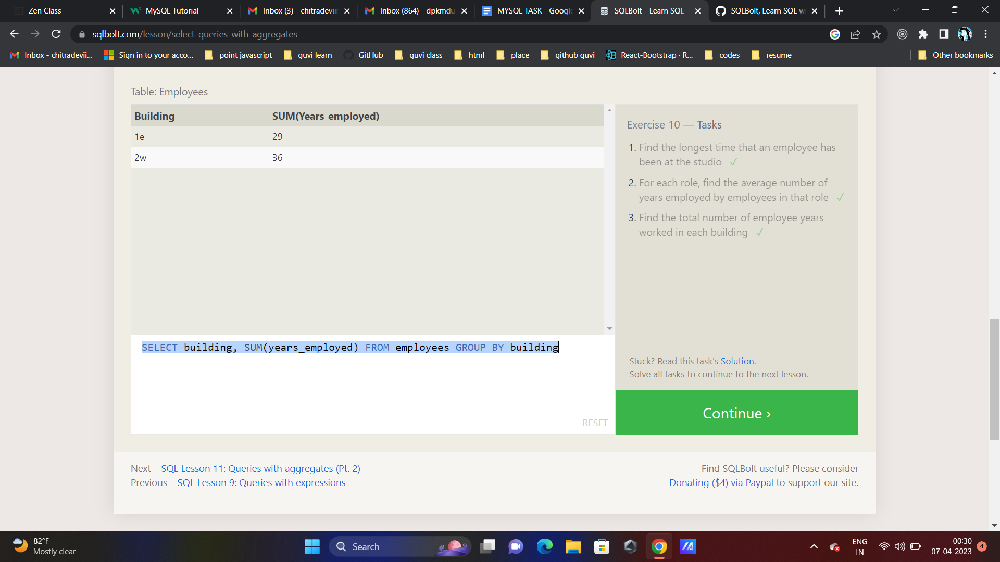 Zen Class
MySQL Tutorial
Inbox (3) - chitradeviir
Inbox (864) - dpkmdu
MYSQL TASK - Google
SQLBolt - Learn SQL -
SQLBolt, Learn SQL wi
sqlbolt.com/lesson/select_queries_with_aggregates
Inbox - chitradevii...
Sign in to your acco...
point javascript
guvi learn
GitHub
guvi class
html
place
github guvi
React-Bootstrap · R...
codes
resume
Other bookmarks
Table: Employees
Building SUM(Years_employed)
1e 29
2w 36
SELECT building, SUM(years_employed) FROM employees GROUP BY building
RESET
Exercise 10 — Tasks
1. Find the longest time that an employee has
been at the studio ✓
2. For each role, find the average number of
years employed by employees in that role ✓
3. Find the total number of employee years
worked in each building ✓
Stuck? Read this task's Solution.
Solve all tasks to continue to the next lesson.
Continue ›
Next – SQL Lesson 11: Queries with aggregates (Pt. 2)
Previous – SQL Lesson 9: Queries with expressions
Find SQLBolt useful? Please consider
Donating ($4) via Paypal to support our site.
82°F
Mostly clear
Search
ENG
IN
00:30
07-04-2023
4